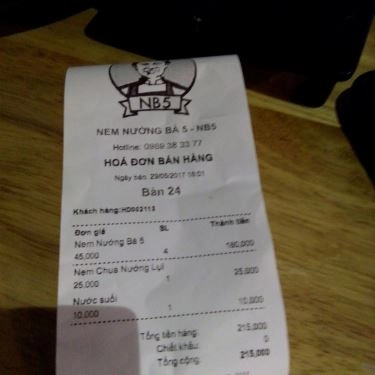 NB5
NEM NƯỚNG BÀ 5 - NB5
Hotline: 0969 38 33 77
HOÁ ĐƠN BÁN HÀNG
Ngày bán: 29/05/2017 18:01
Bàn 24
Khách hàng:HD002113
Đơn giá SL Thành tiền
Nem Nướng Bà 5
45,000 4 180,000
Nem Chua Nướng Lụi
25,000 1 25,000
Nước suối
10,000 1 10,000
Tổng tiền hàng: 215,000
Chiết khấu: 0
Tổng cộng: 215,000